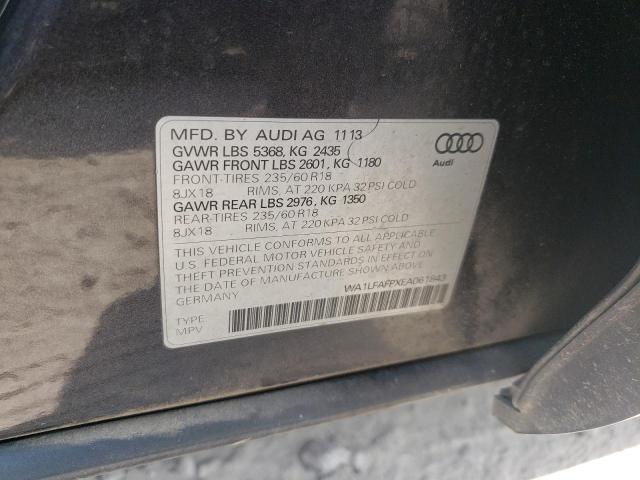 MFD. BY AUDI AG 11 13
GVWR LBS 5368, KG 2435
GAWR FRONT LBS 2601, KG 1180
FRONT-TIRES 235/60 R18
8JX18 RIMS, AT 220 KPA 32 PSI COLD
GAWR REAR LBS 2976, KG 1350
REAR-TIRES 235/60 R18
8JX18 RIMS, AT 220 KPA 32 PSI COLD
Audi
THIS VEHICLE CONFORMS TO ALL APPLICABLE
U.S. FEDERAL MOTOR VEHICLE SAFETY AND
THEFT PREVENTION STANDARDS IN EFFECT ON
THE DATE OF MANUFACTURE SHOWN ABOVE.
GERMANY
WA1LFAFPXEA061843
TYPE:
MPV